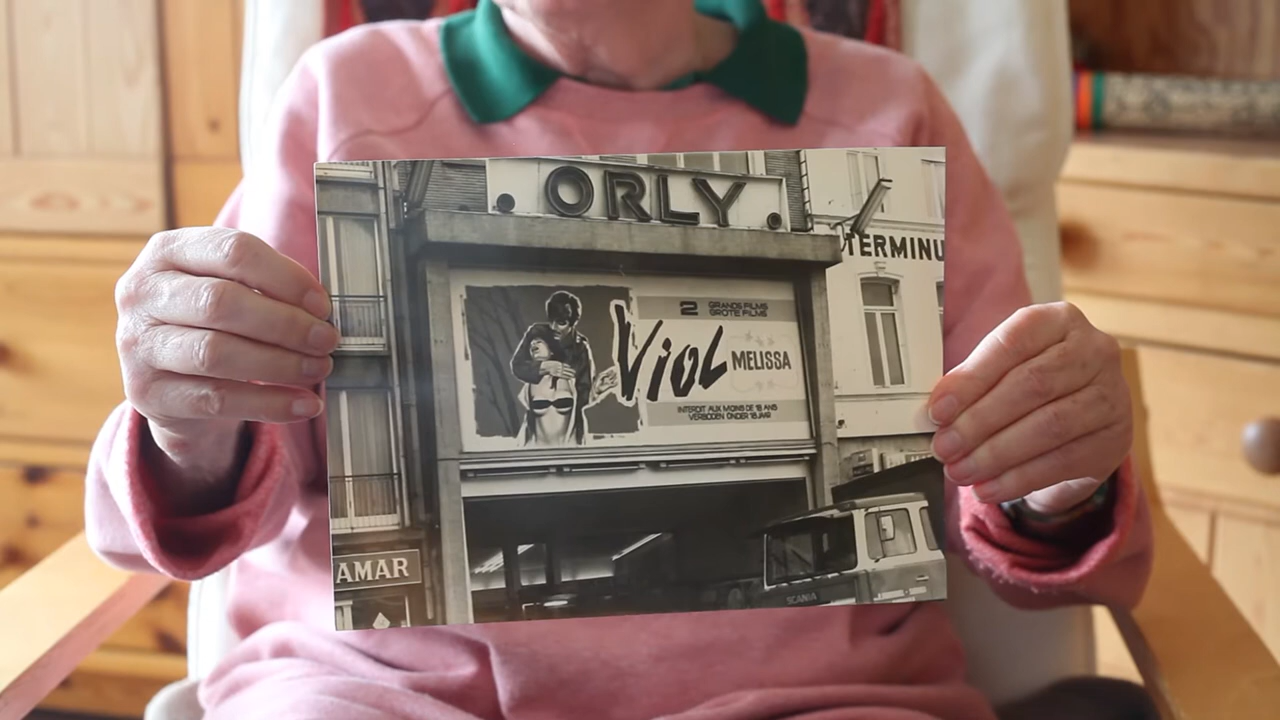 ORLY
TERMINU
2 GRANDS FILMS
GROTE FILMS
VIOL
MELISSA
INTERDIT AUX MOINS DE 18 ANS
VERBODEN ONDER 18 JAAR
AMAR
SCANIA